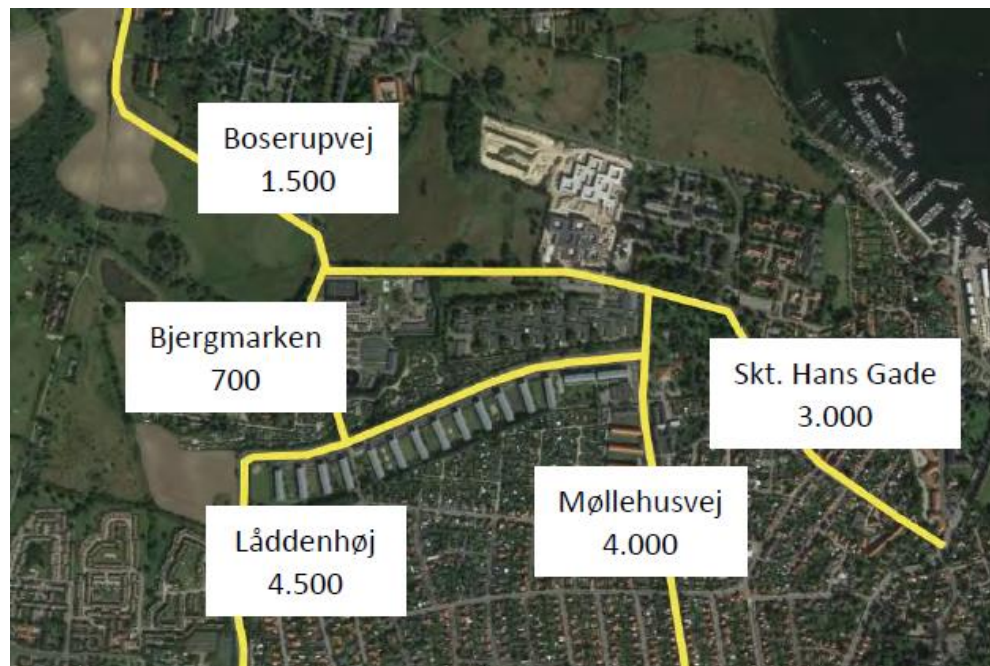 Boserupvej
1.500
Bjergmarken
700
Skt. Hans Gade
3.000
Møllehusvej
4.000
Låddenhøj
4.500